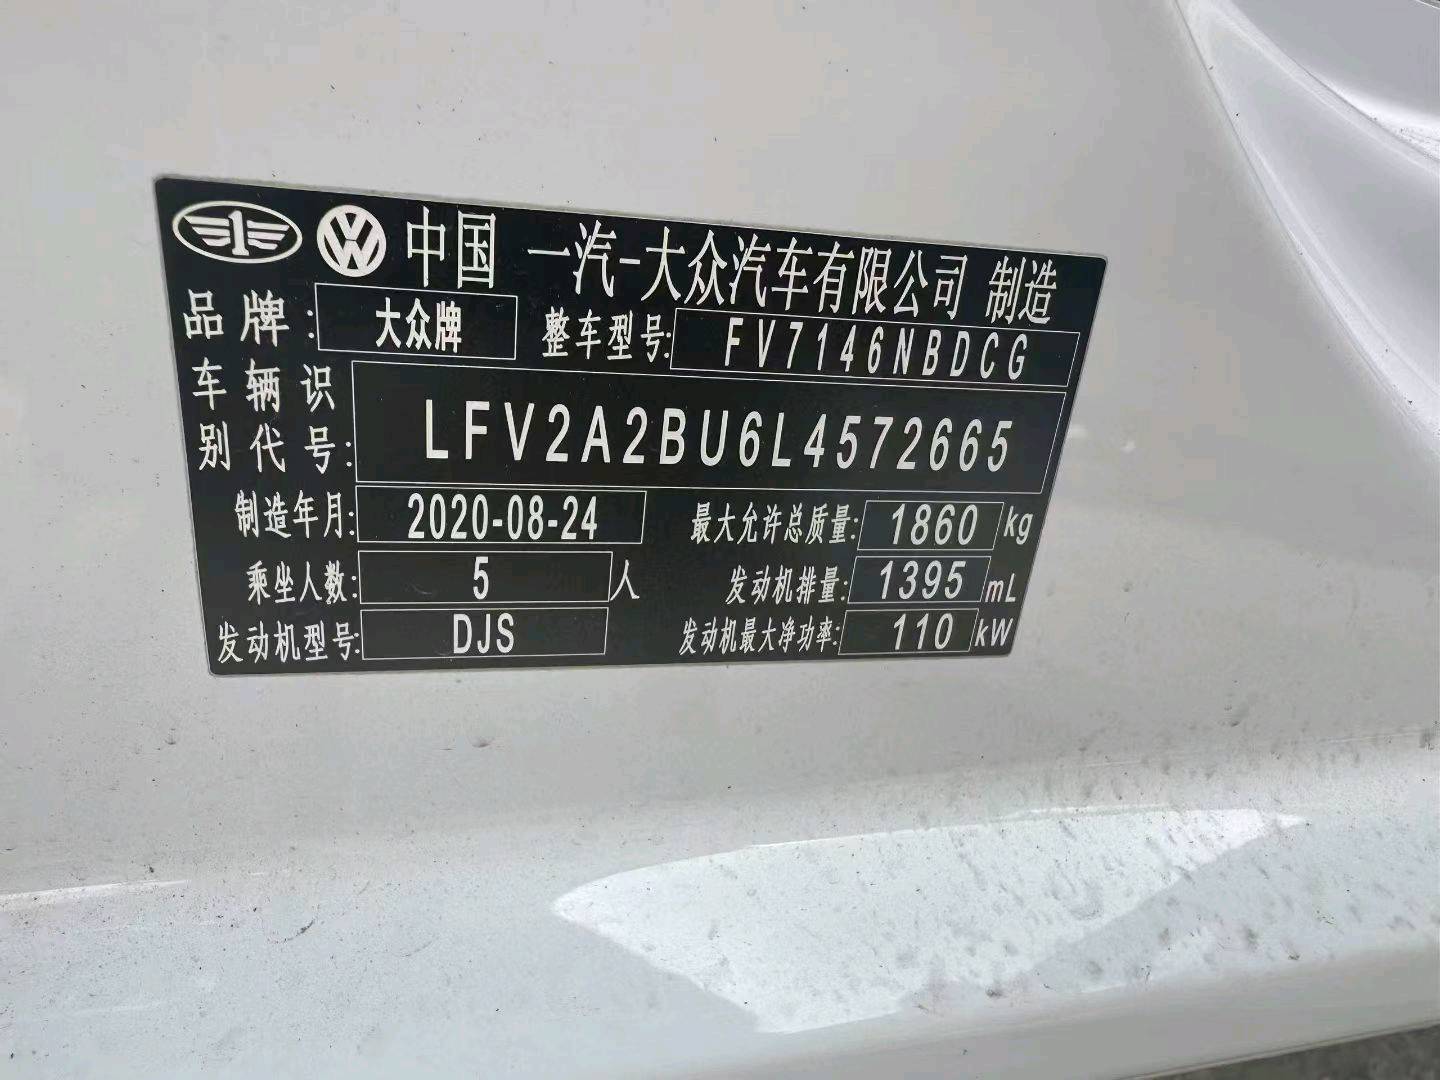 1 VW 中国 一汽-大众汽车有限公司 制造
品牌: 大众牌 整车型号: FV7146NBDCG
车辆识
别代号: LFV2A2BU6L4572665
制造年月: 2020-08-24 最大允许总质量: 1860 kg
乘坐人数: 5 人 发动机排量: 1395 mL
发动机型号: DJS 发动机最大净功率: 110 kW